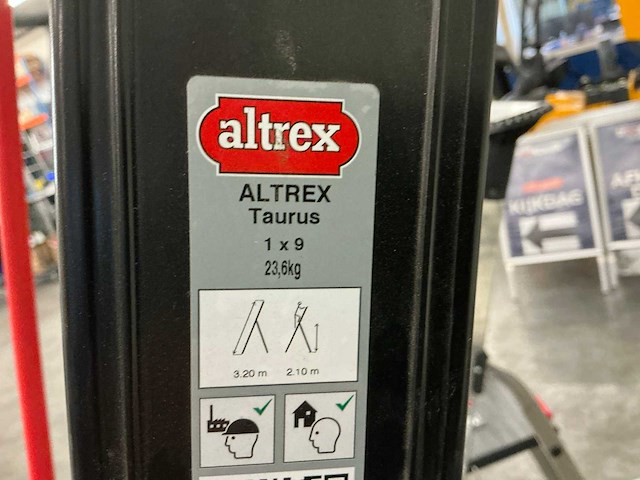 altrex
ALTREX
Taurus
1 x 9
23,6kg
3.20 m 2.10 m
KIJKDAG